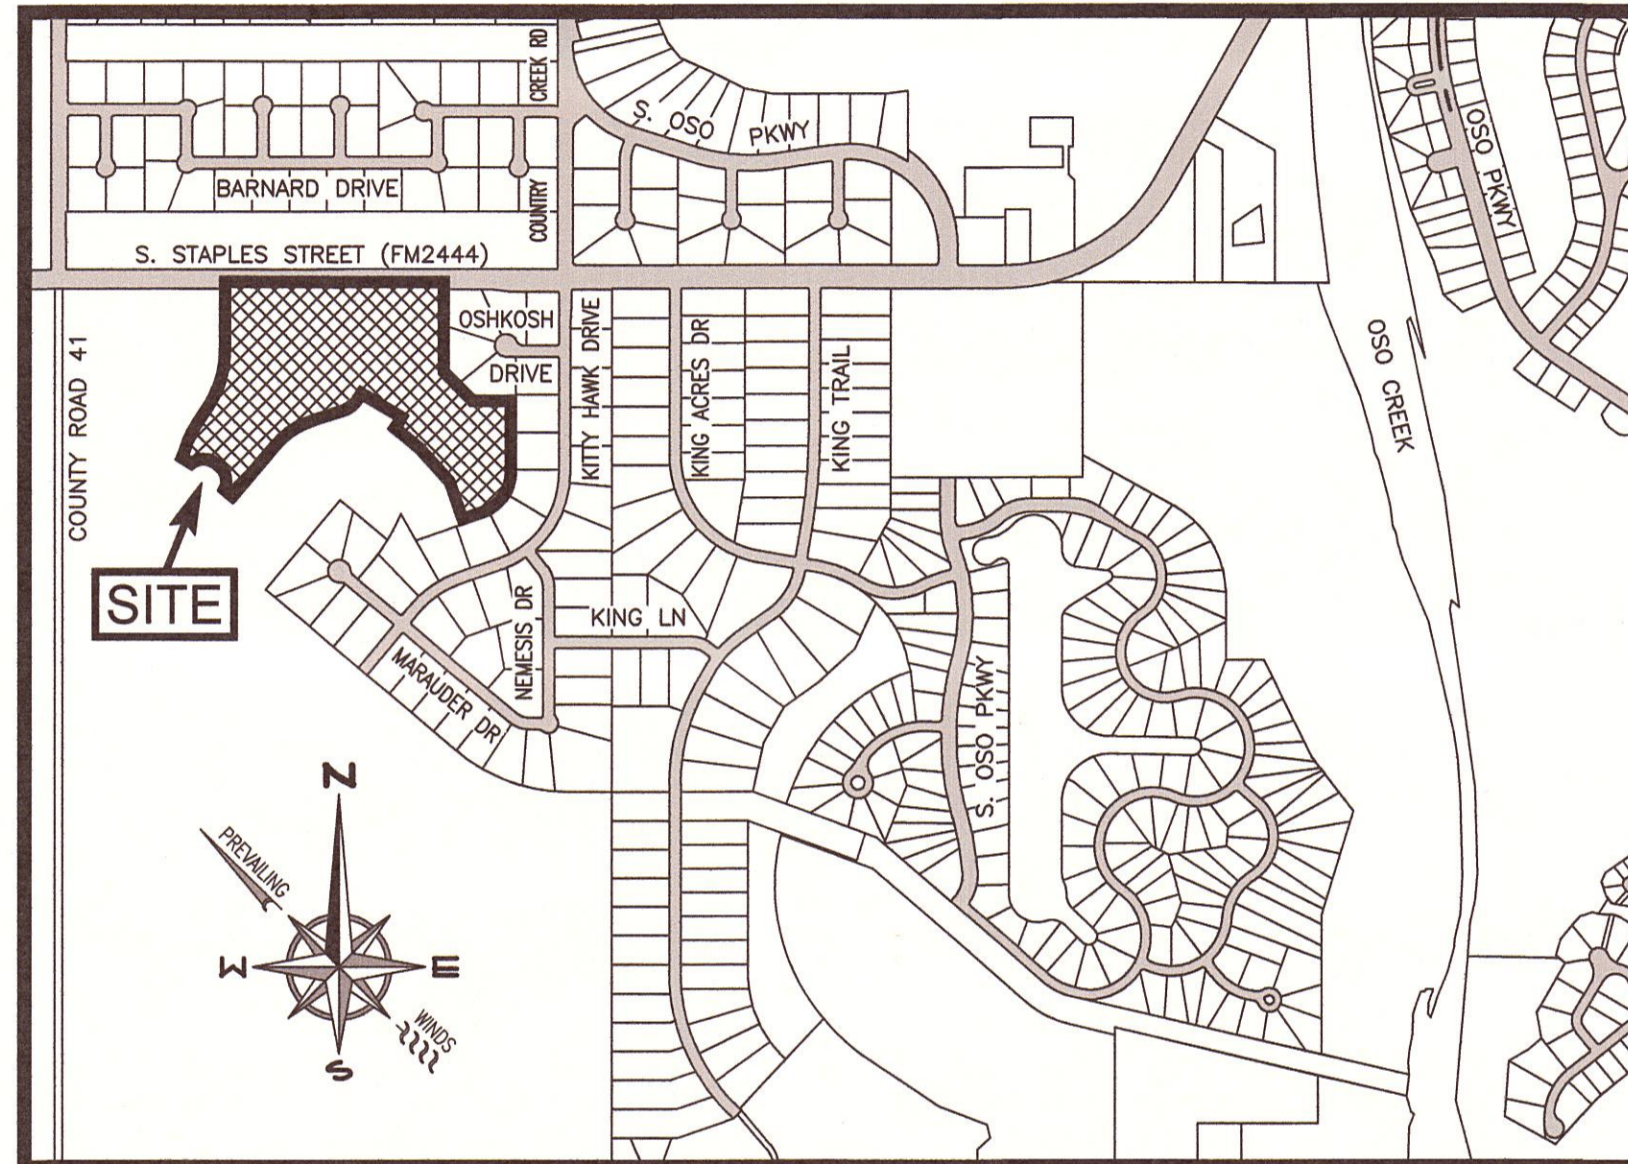 CREEK RD
COUNTRY
S. OSO PKWY
BARNARD DRIVE
S. STAPLES STREET (FM2444)
OSO PKWY
COUNTY ROAD 41
OSHKOSH
DRIVE
KITTY HAWK DRIVE
KING ACRES DR
KING TRAIL
OSO CREEK
SITE
KING LN
NEMESIS DR
MARAUDER DR
S. OSO PKWY
N
PREVAILING
W
E
WINDS
S